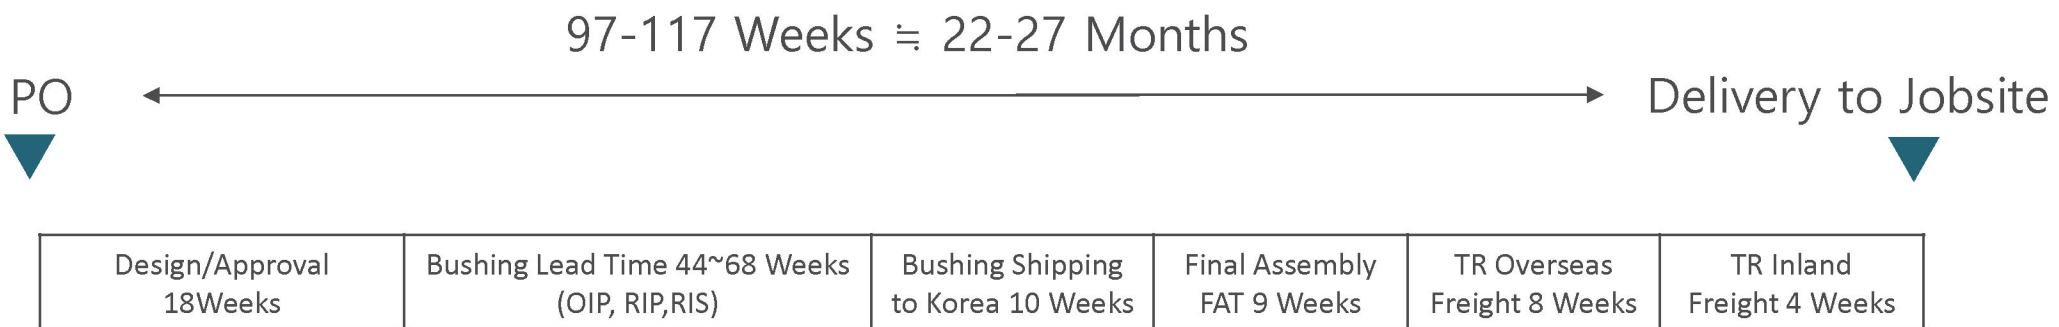 97-117 Weeks ≒ 22-27 Months
PO
Delivery to Jobsite
Design/Approval
18Weeks
Bushing Lead Time 44~68 Weeks
(OIP, RIP,RIS)
Bushing Shipping
to Korea 10 Weeks
Final Assembly
FAT 9 Weeks
TR Overseas
Freight 8 Weeks
TR Inland
Freight 4 Weeks